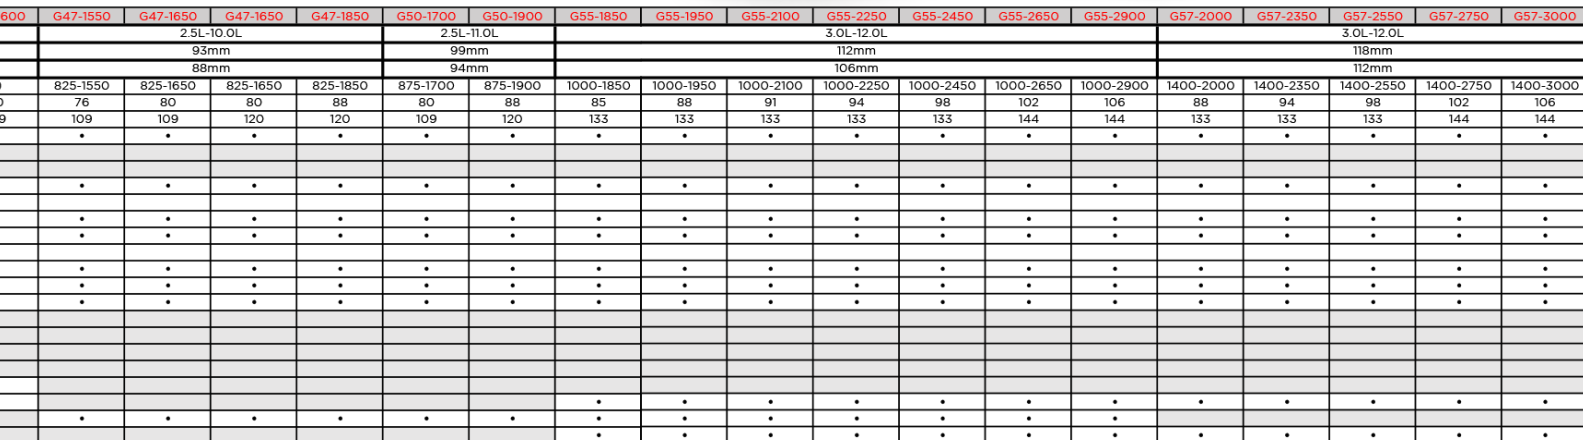 600 G47-1550 G47-1650 G47-1650 G47-1850 G50-1700 G50-1900 G55-1850 G55-1950 G55-2100 G55-2250 G55-2450 G55-2650 G55-2900 G57-2000 G57-2350 G57-2550 G57-2750 G57-3000
2.5L-10.0L 2.5L-11.0L 3.0L-12.0L 3.0L-12.0L
93mm 99mm 112mm 118mm
88mm 94mm 106mm 112mm
825-1550 825-1650 825-1650 825-1850 875-1700 875-1900 1000-1850 1000-1950 1000-2100 1000-2250 1000-2450 1000-2650 1000-2900 1400-2000 1400-2350 1400-2550 1400-2750 1400-3000
76 80 80 88 80 88 85 88 91 94 98 102 106 88 94 98 102 106
9 109 109 120 120 109 120 133 133 133 133 133 144 144 133 133 133 144 144